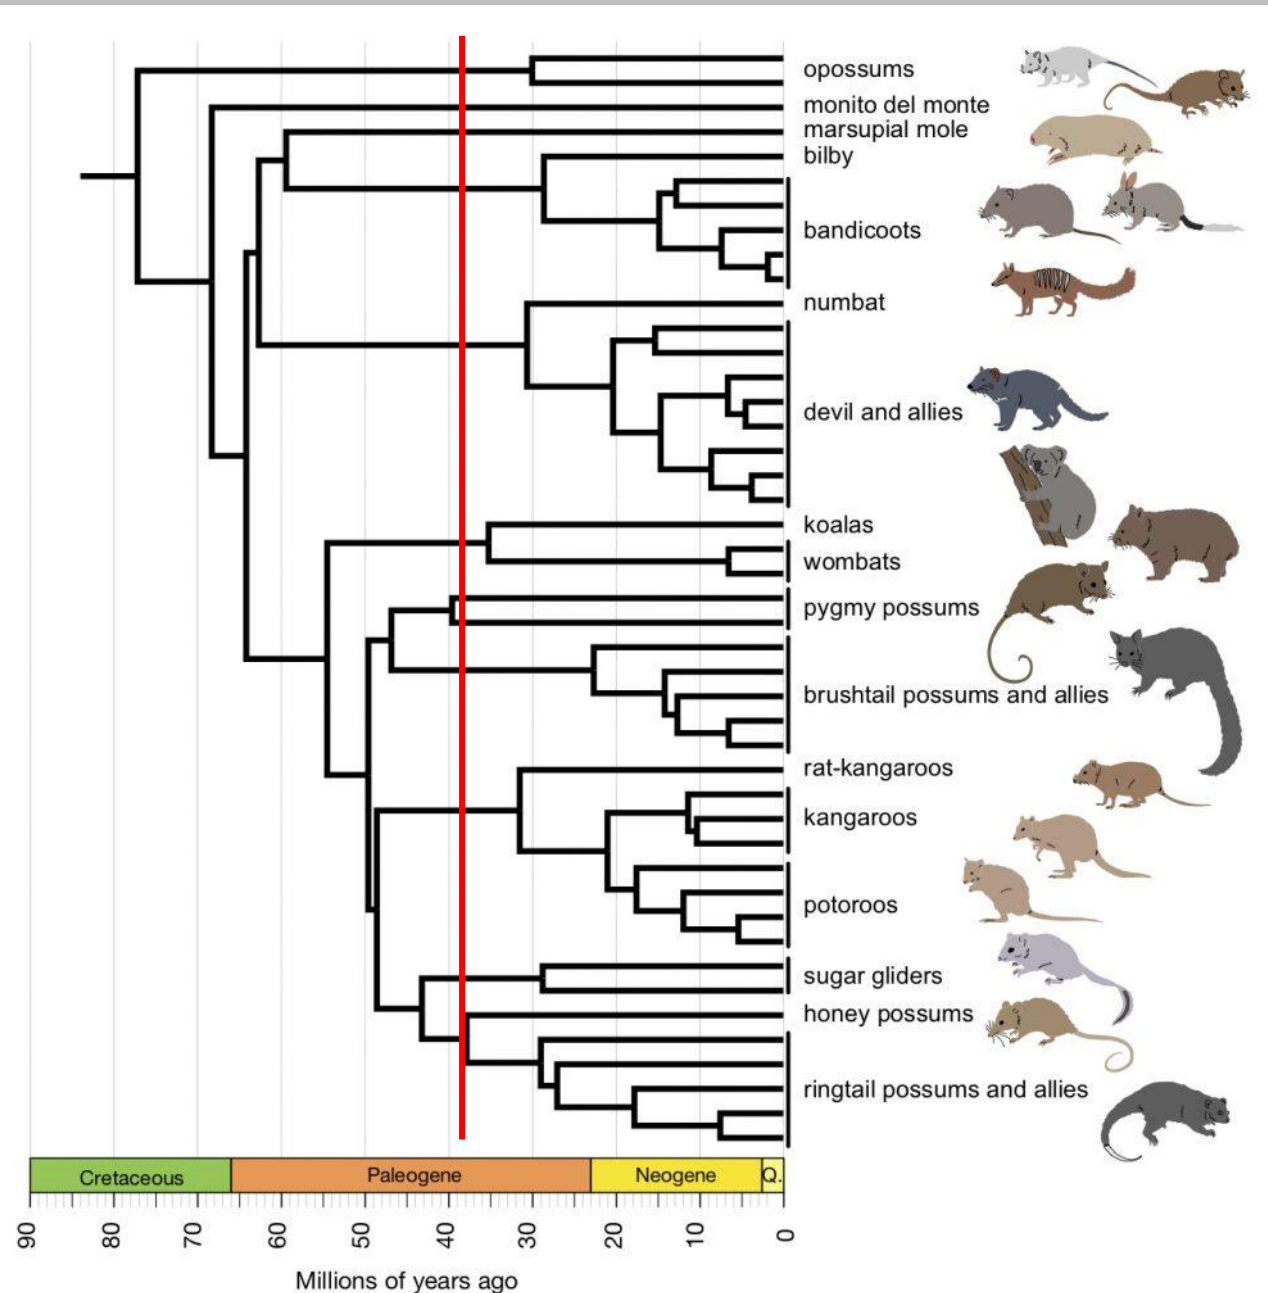 opossums
monito del monte
marsupial mole
bilby
bandicoots
numbat
devil and allies
koalas
wombats
pygmy possums
brushtail possums and allies
rat-kangaroos
kangaroos
potoroos
sugar gliders
honey possums
ringtail possums and allies
Cretaceous Paleogene Neogene Q.
90 80 70 60 50 40 30 20 10 0
Millions of years ago